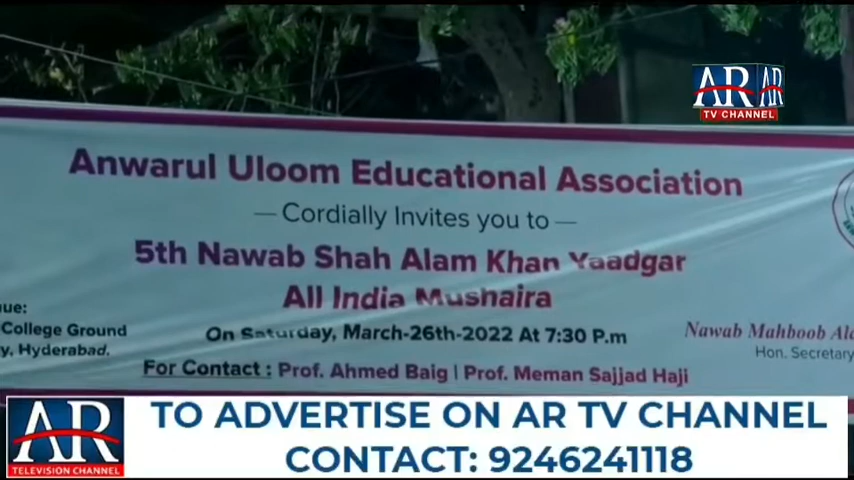 AR AR
TV CHANNEL
Anwarul Uloom Educational Association
— Cordially Invites you to —
5th Nawab Shah Alam Khan Yaadgar
All India Mushaira
On Saturday, March-26th-2022 At 7:30 P.m
College Ground
Hyderabad.
Nawab Mahboob
Hon. Secretary
For Contact : Prof. Ahmed Baig | Prof. Meman Sajjad Haji
AR
TELEVISION CHANNEL
TO ADVERTISE ON AR TV CHANNEL
CONTACT: 9246241118